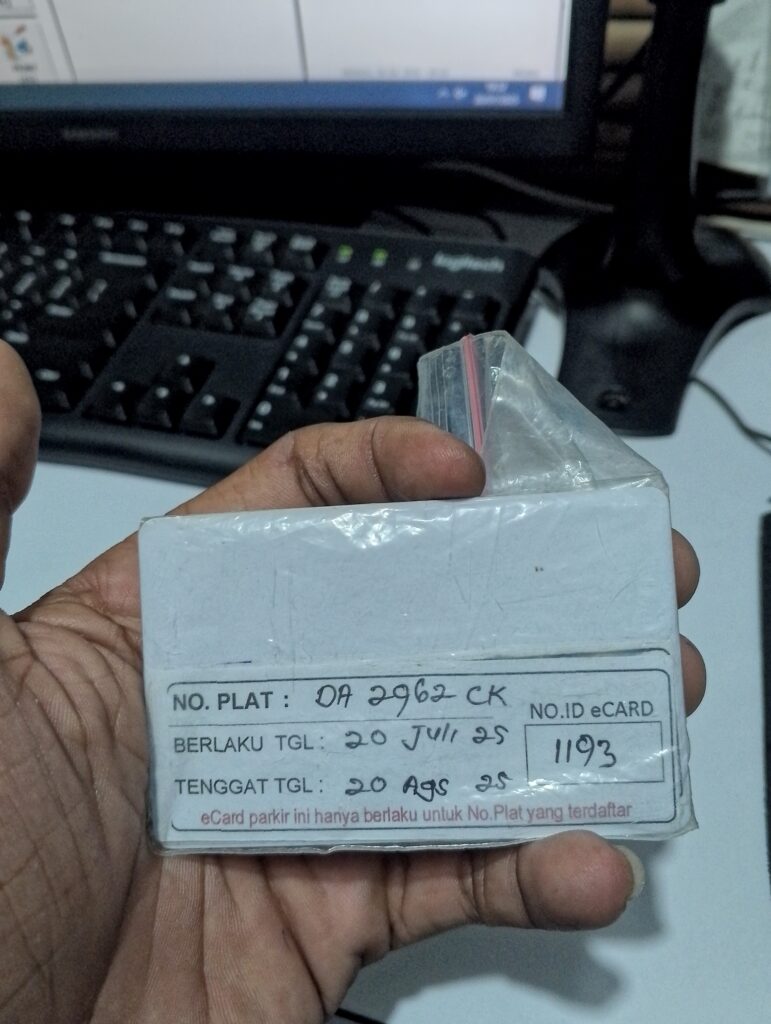 logitech
NO. PLAT : DA 2962 CK
NO.ID eCARD
BERLAKU TGL : 20 Juli 25
1193
TENGGAT TGL : 20 Ags 25
eCard parkir ini hanya berlaku untuk No.Plat yang terdaftar